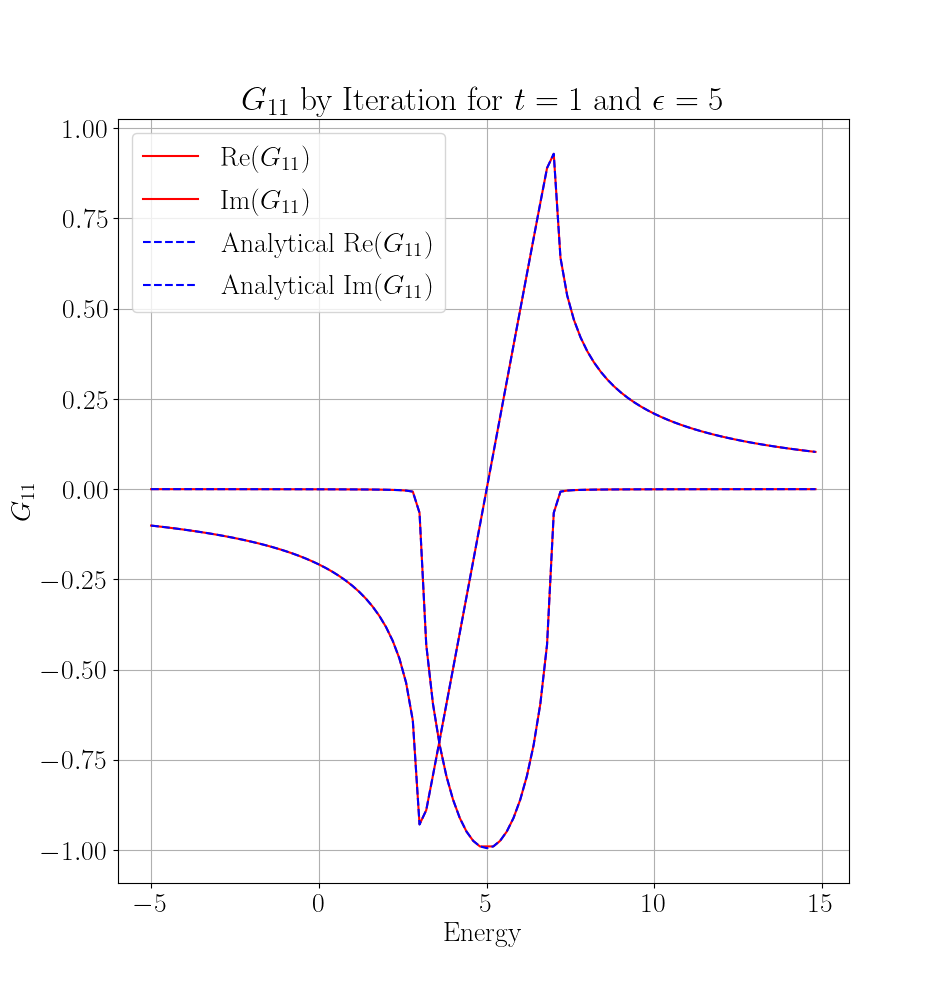 G₁₁ by Iteration for t = 1 and ϵ = 5
Re(G₁₁)
Im(G₁₁)
Analytical Re(G₁₁)
Analytical Im(G₁₁)
1.00
0.75
0.50
0.25
0.00
−0.25
−0.50
−0.75
−1.00
G₁₁
−5
0
5
10
15
Energy